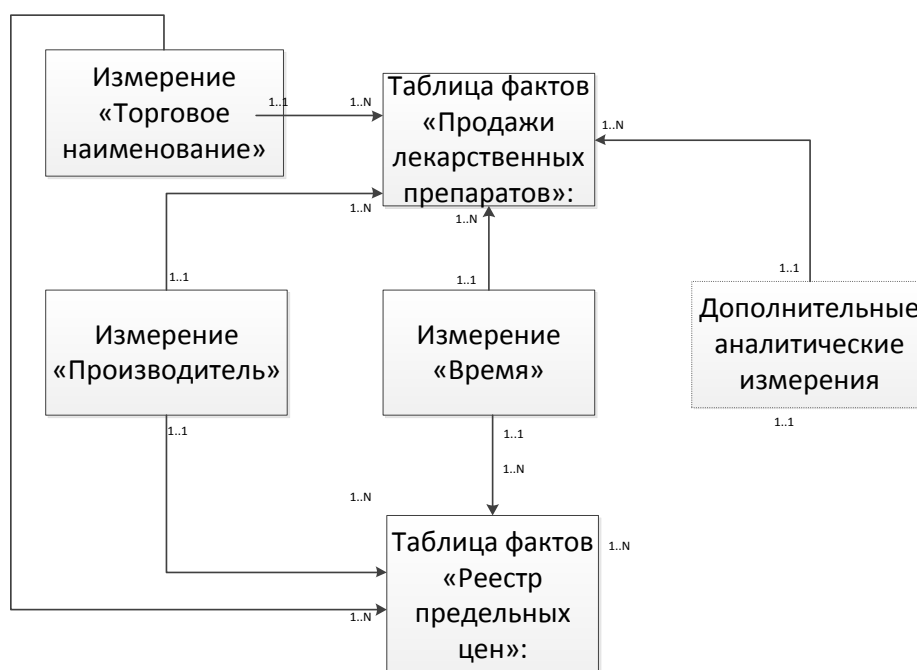 Измерение
«Торговое
наименование»
1..1
1..N
Таблица фактов
«Продажи
лекарственных
препаратов»:
1..N
1..N
1..N
1..1
1..1
1..1
Измерение
«Производитель»
Измерение
«Время»
Дополнительные
аналитические
измерения
1..1
1..1
1..1
1..N
1..N
Таблица фактов
«Реестр
предельных
цен»:
1..N
1..N